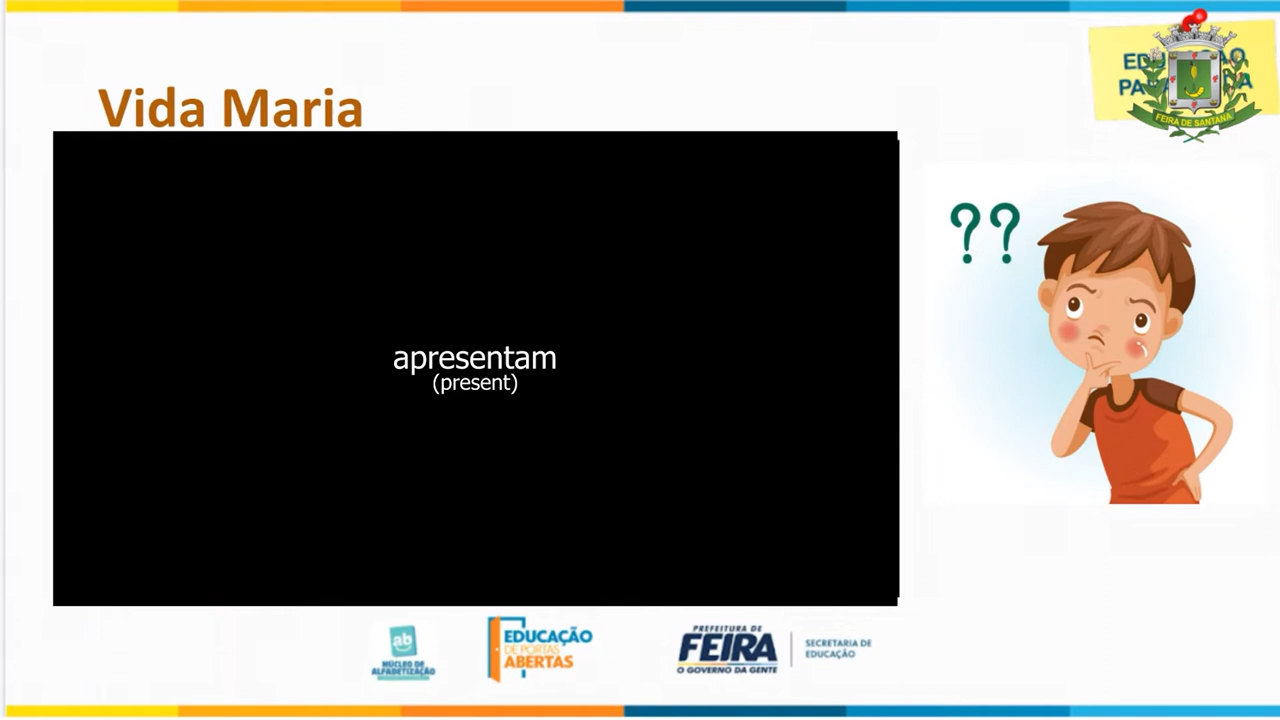 Vida Maria
FEIRA DE SANTANA
??
apresentam
(present)
ab
NÚCLEO DE
ALFABETIZAÇÃO
EDUCAÇÃO
DE PORTAS
ABERTAS
PREFEITURA DE
FEIRA
O GOVERNO DA GENTE
SECRETARIA DE
EDUCAÇÃO